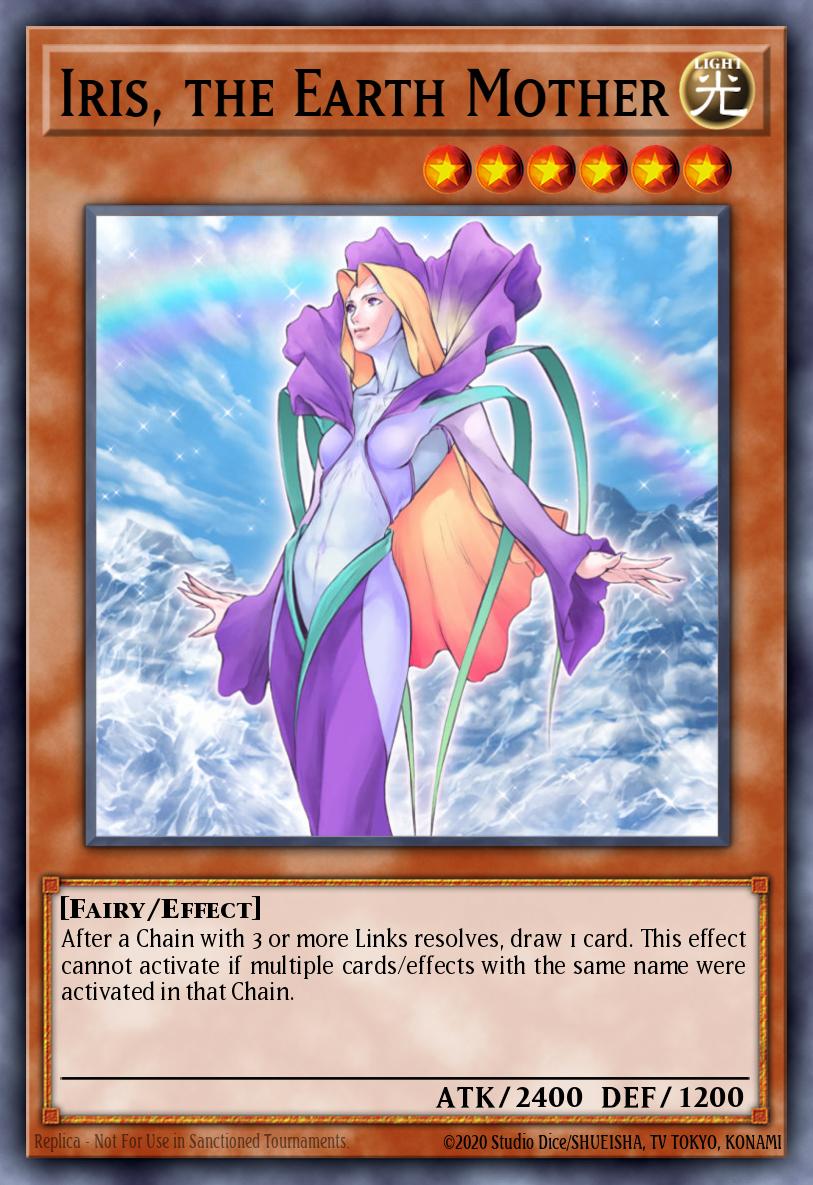 Iris, the Earth Mother
LIGHT
光
[Fairy/Effect]
After a Chain with 3 or more Links resolves, draw 1 card. This effect
cannot activate if multiple cards/effects with the same name were
activated in that Chain.
ATK/2400 DEF/1200
Replica - Not For Use in Sanctioned Tournaments.
©2020 Studio Dice/SHUEISHA, TV TOKYO, KONAMI